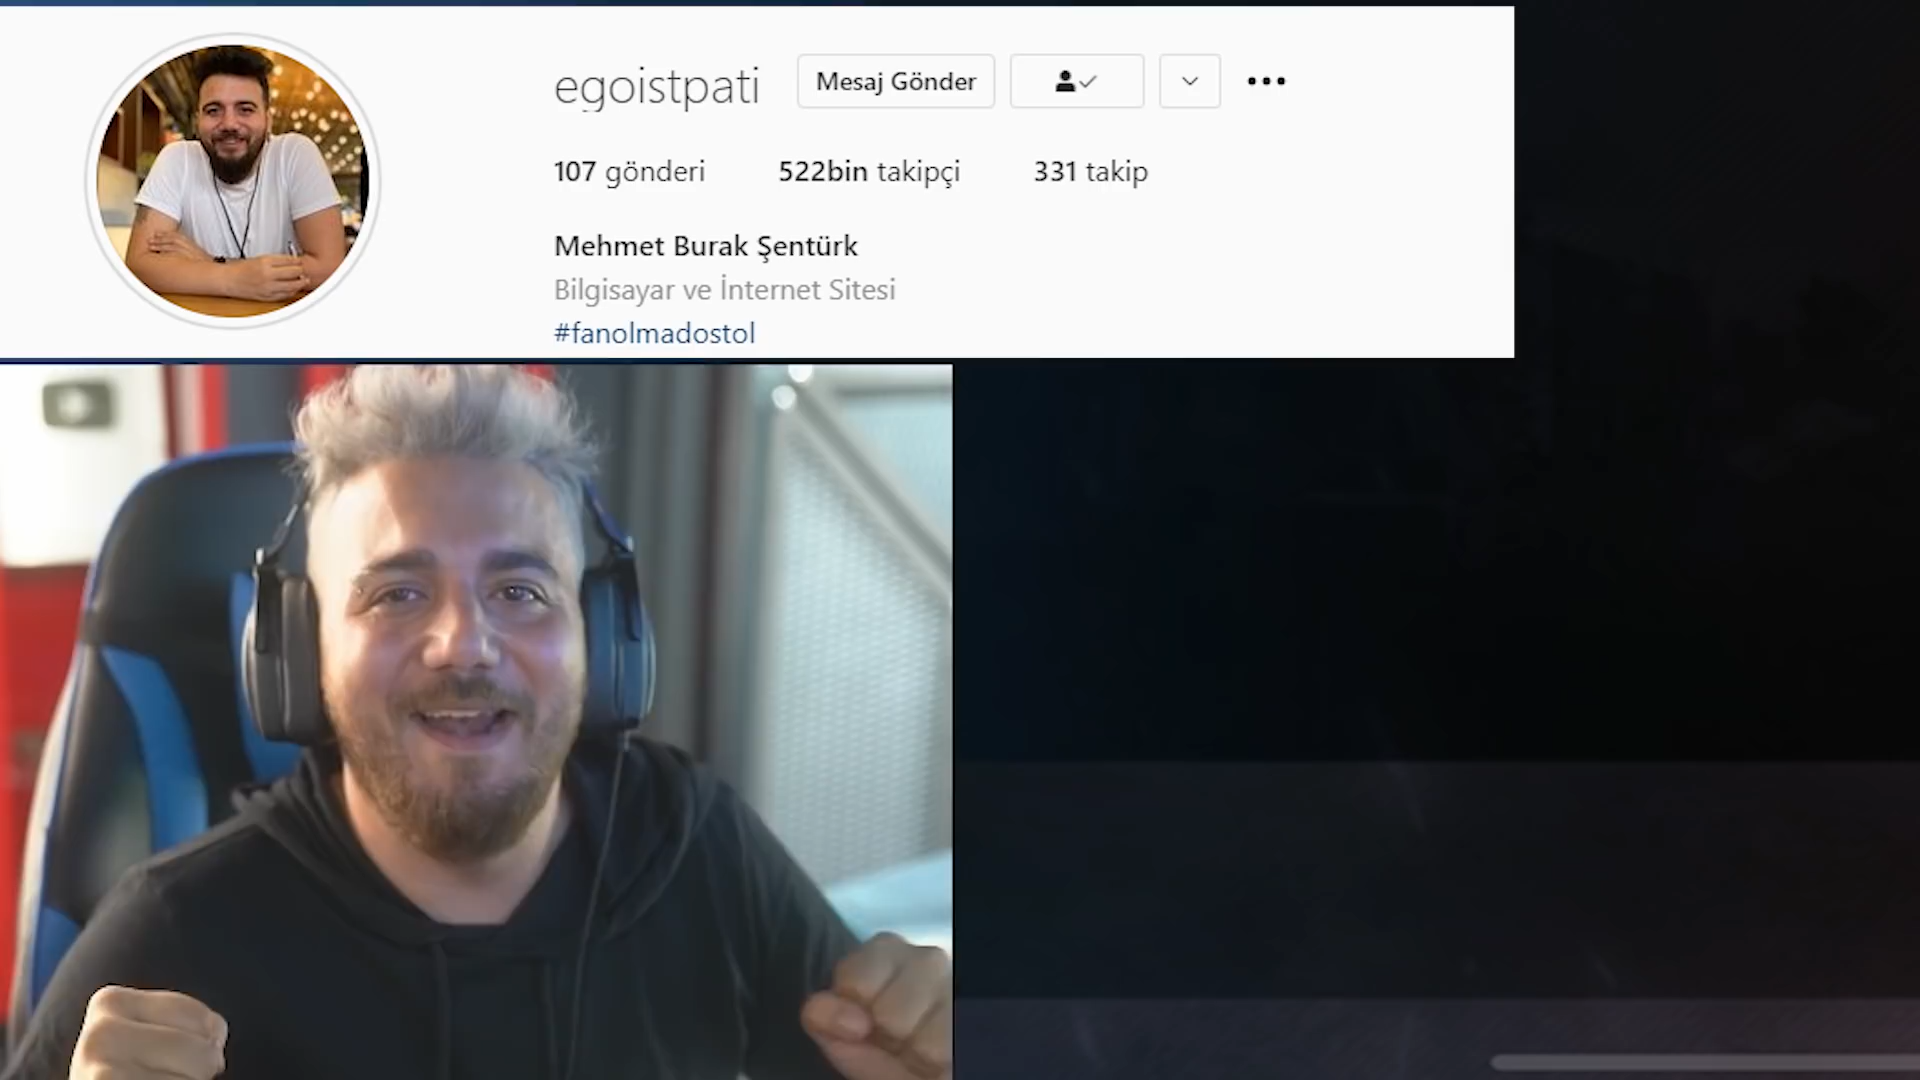 egoistpati Mesaj Gönder
107 gönderi 522bin takipçi 331 takip
Mehmet Burak Şentürk
Bilgisayar ve İnternet Sitesi
#fanolmadostol